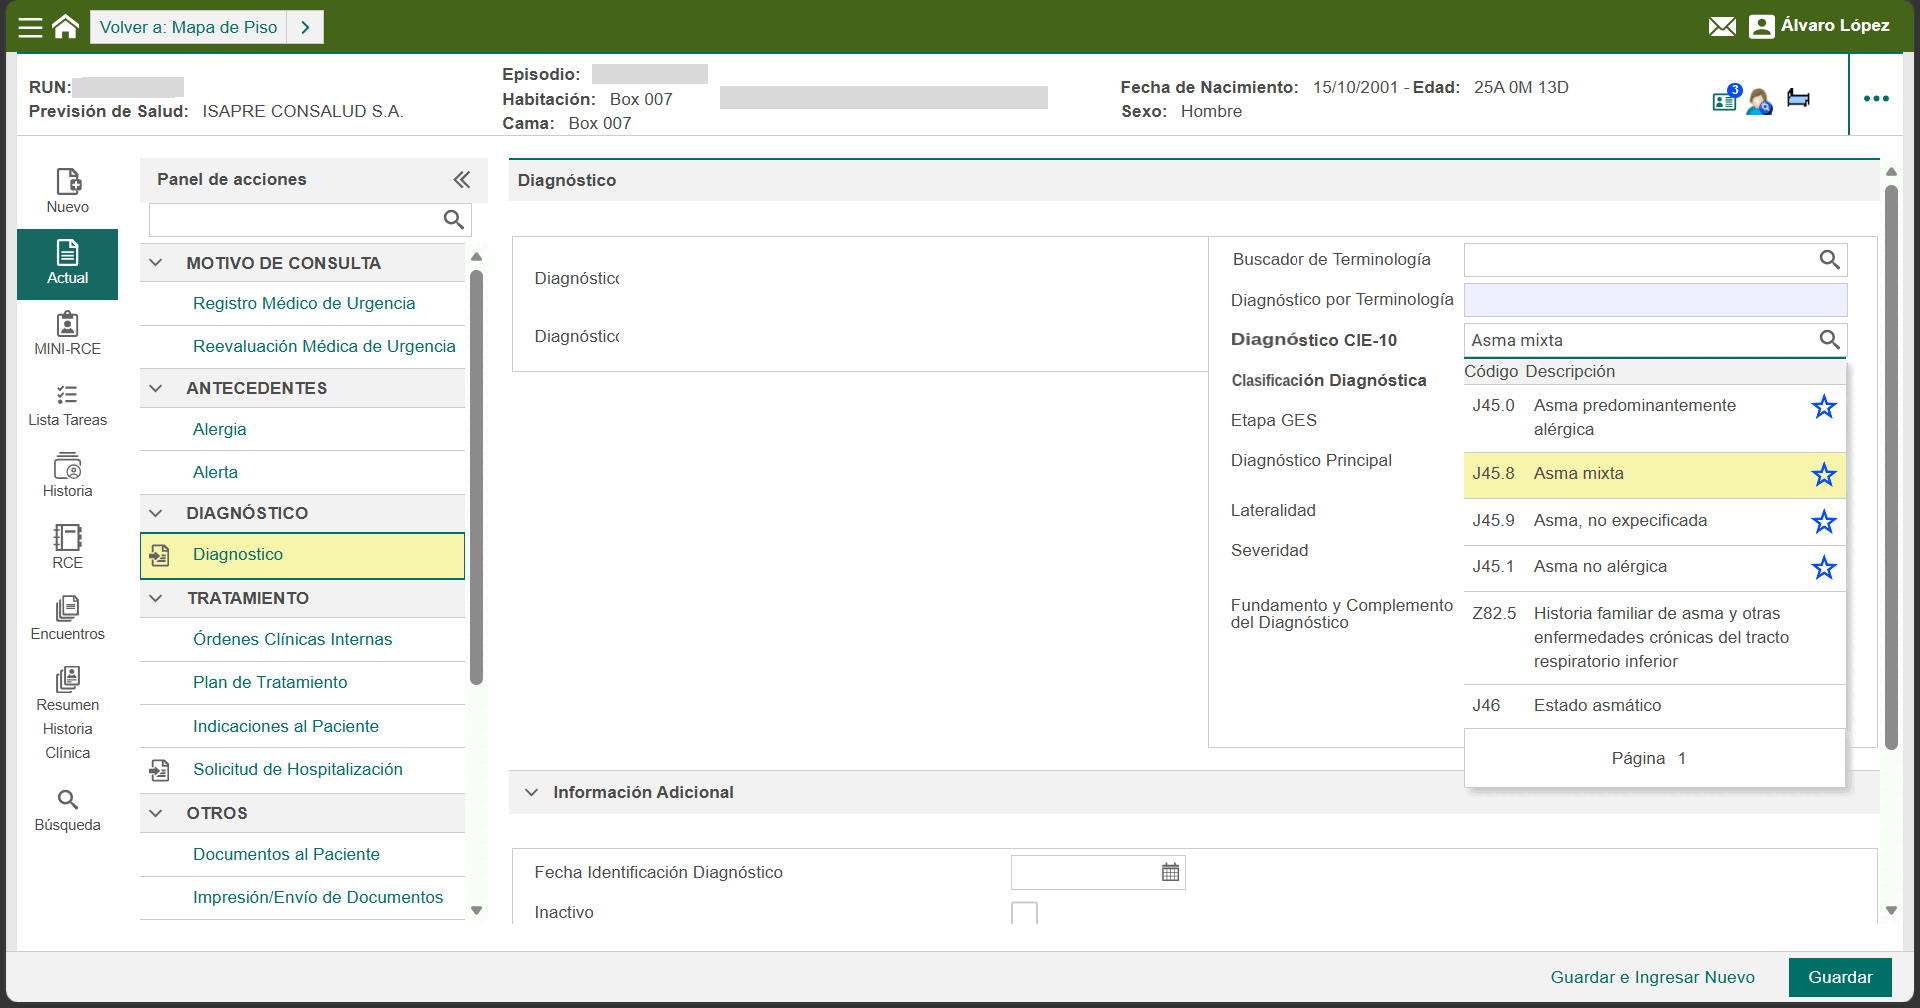 Volver a: Mapa de Piso
Álvaro López
RUN:
Previsión de Salud: ISAPRE CONSALUD S.A.
Episodio:
Habitación: Box 007
Cama: Box 007
Fecha de Nacimiento: 15/10/2001 - Edad: 25A 0M 13D
Sexo: Hombre
3
Nuevo
Actual
MINI-RCE
Lista Tareas
Historia
RCE
Encuentros
Resumen
Historia
Clínica
Búsqueda
Panel de acciones
MOTIVO DE CONSULTA
Registro Médico de Urgencia
Reevaluación Médica de Urgencia
ANTECEDENTES
Alergia
Alerta
DIAGNÓSTICO
Diagnostico
TRATAMIENTO
Órdenes Clínicas Internas
Plan de Tratamiento
Indicaciones al Paciente
Solicitud de Hospitalización
OTROS
Documentos al Paciente
Impresión/Envío de Documentos
Diagnóstico
Diagnóstic
Diagnóstic
Buscador de Terminología
Diagnóstico por Terminología
Diagnóstico CIE-10
Asma mixta
Clasificación Diagnóstica
Etapa GES
Diagnóstico Principal
Lateralidad
Severidad
Fundamento y Complemento
del Diagnóstico
Código Descripción
J45.0 Asma predominantemente
alérgica
J45.8 Asma mixta
J45.9 Asma, no expecificada
J45.1 Asma no alérgica
Z82.5 Historia familiar de asma y otras
enfermedades crónicas del tracto
respiratorio inferior
J46 Estado asmático
Página 1
Información Adicional
Fecha Identificación Diagnóstico
Inactivo
Guardar e Ingresar Nuevo
Guardar